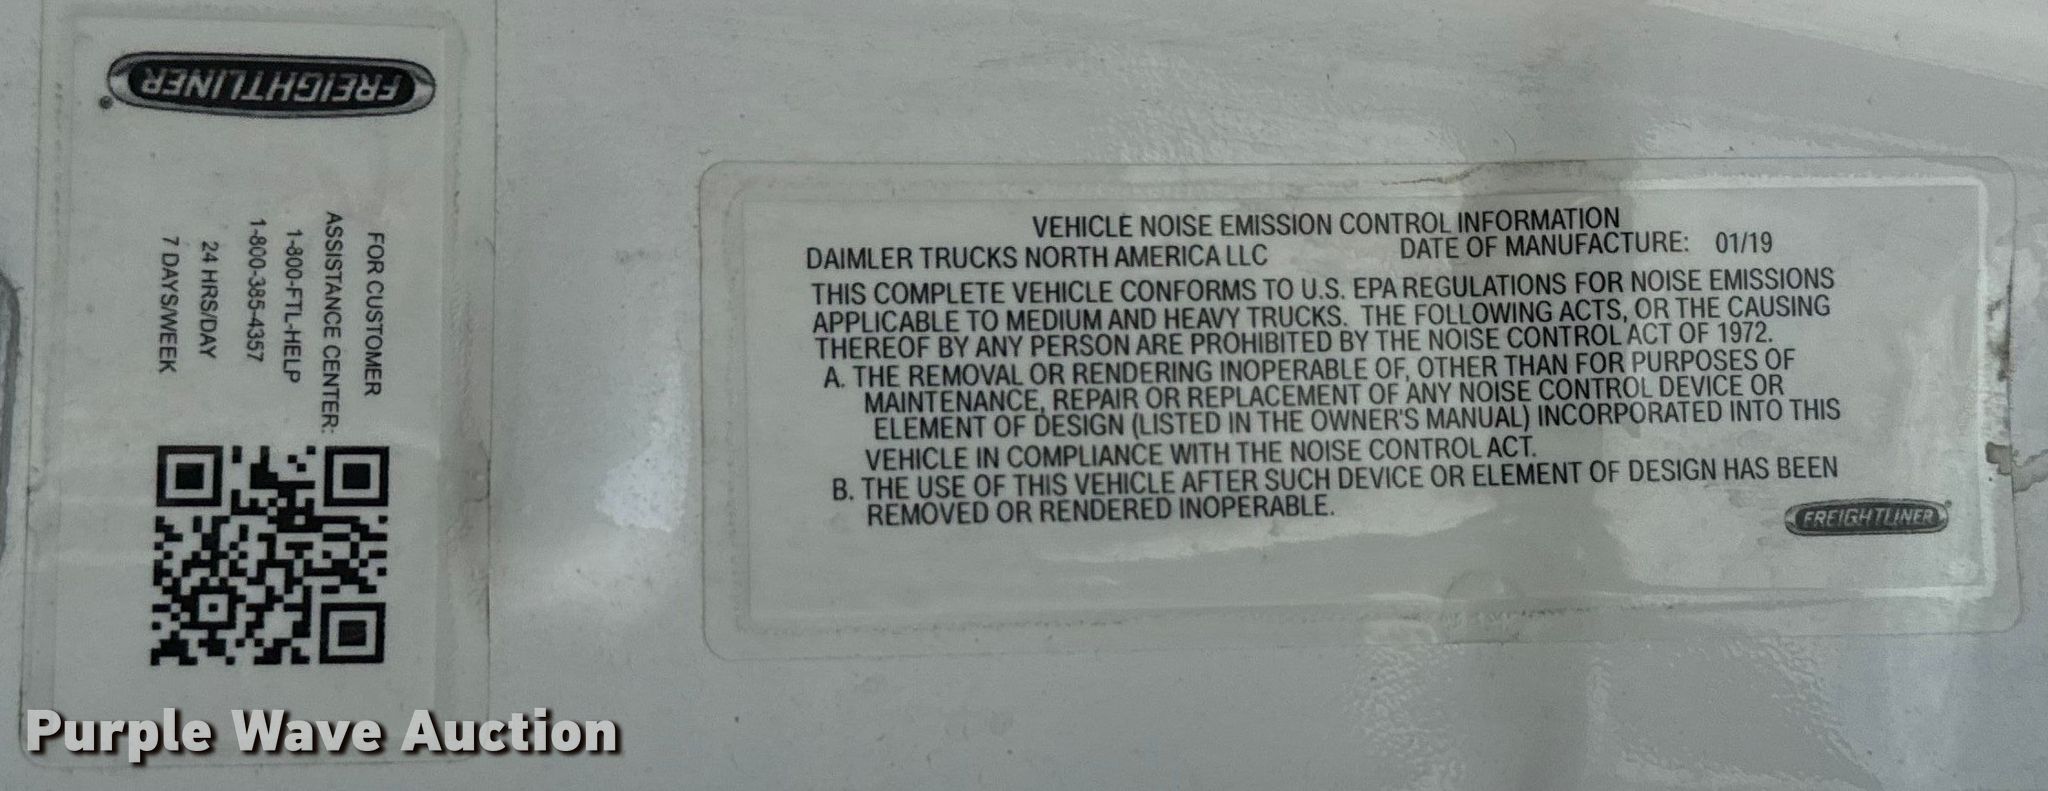 FREIGHTLINER
FOR CUSTOMER
ASSISTANCE CENTER:
1-800-FTL-HELP
1-800-385-4357
24 HRS/DAY
7 DAYS/WEEK
VEHICLE NOISE EMISSION CONTROL INFORMATION
DAIMLER TRUCKS NORTH AMERICA LLC DATE OF MANUFACTURE: 01/19
THIS COMPLETE VEHICLE CONFORMS TO U.S. EPA REGULATIONS FOR NOISE EMISSIONS
APPLICABLE TO MEDIUM AND HEAVY TRUCKS. THE FOLLOWING ACTS, OR THE CAUSING
THEREOF BY ANY PERSON ARE PROHIBITED BY THE NOISE CONTROL ACT OF 1972.
A. THE REMOVAL OR RENDERING INOPERABLE OF, OTHER THAN FOR PURPOSES OF
MAINTENANCE, REPAIR OR REPLACEMENT OF ANY NOISE CONTROL DEVICE OR
ELEMENT OF DESIGN (LISTED IN THE OWNER'S MANUAL) INCORPORATED INTO THIS
VEHICLE IN COMPLIANCE WITH THE NOISE CONTROL ACT.
B. THE USE OF THIS VEHICLE AFTER SUCH DEVICE OR ELEMENT OF DESIGN HAS BEEN
REMOVED OR RENDERED INOPERABLE.
FREIGHTLINER
Purple Wave Auction